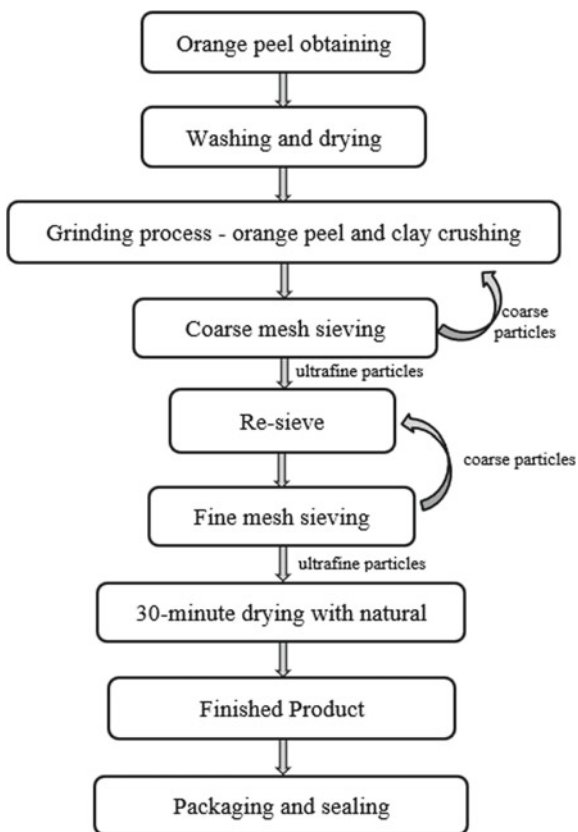 Orange peel obtaining
Washing and drying
Grinding process - orange peel and clay crushing
coarse
particles
Coarse mesh sieving
ultrafine particles
Re-sieve
coarse particles
Fine mesh sieving
ultrafine particles
30-minute drying with natural
Finished Product
Packaging and sealing